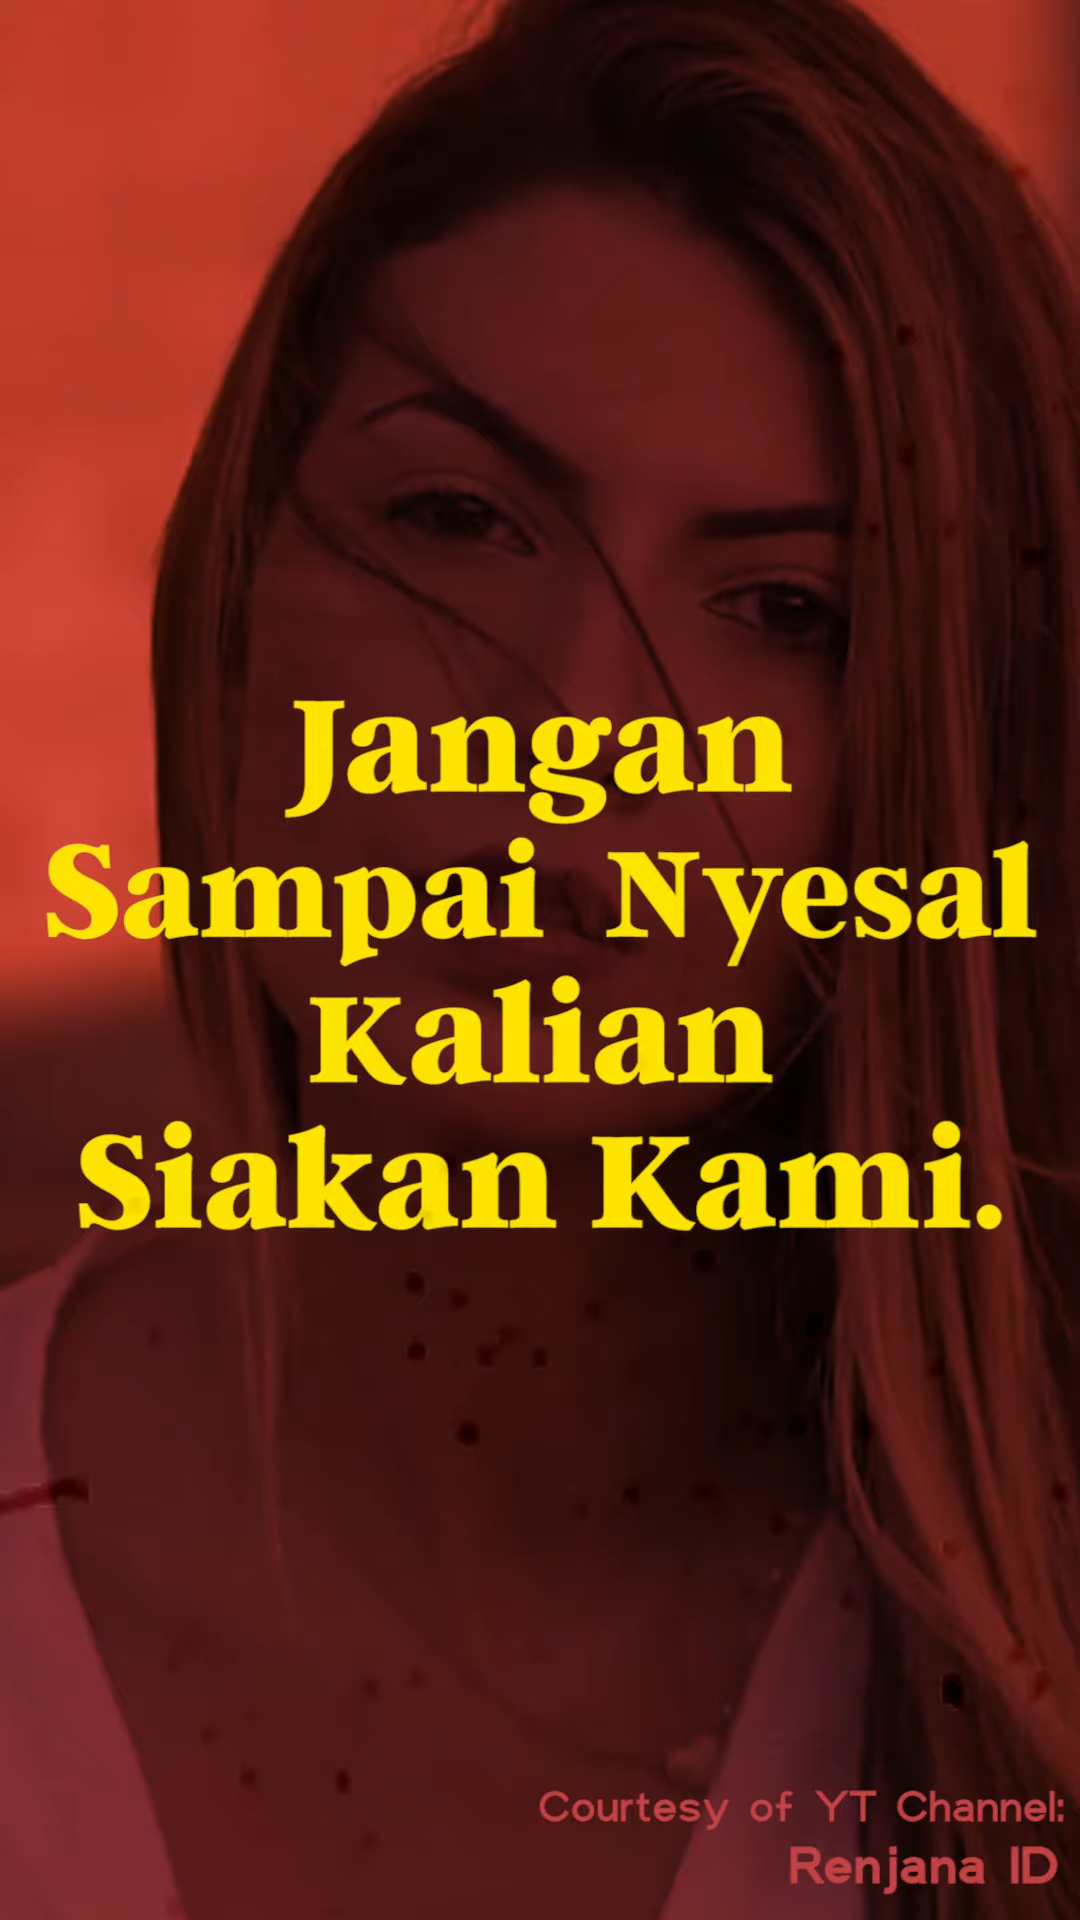 Jangan
Sampai Nyesal
Kalian
Siakan Kami.
Courtesy of YT Channel:
Renjana ID